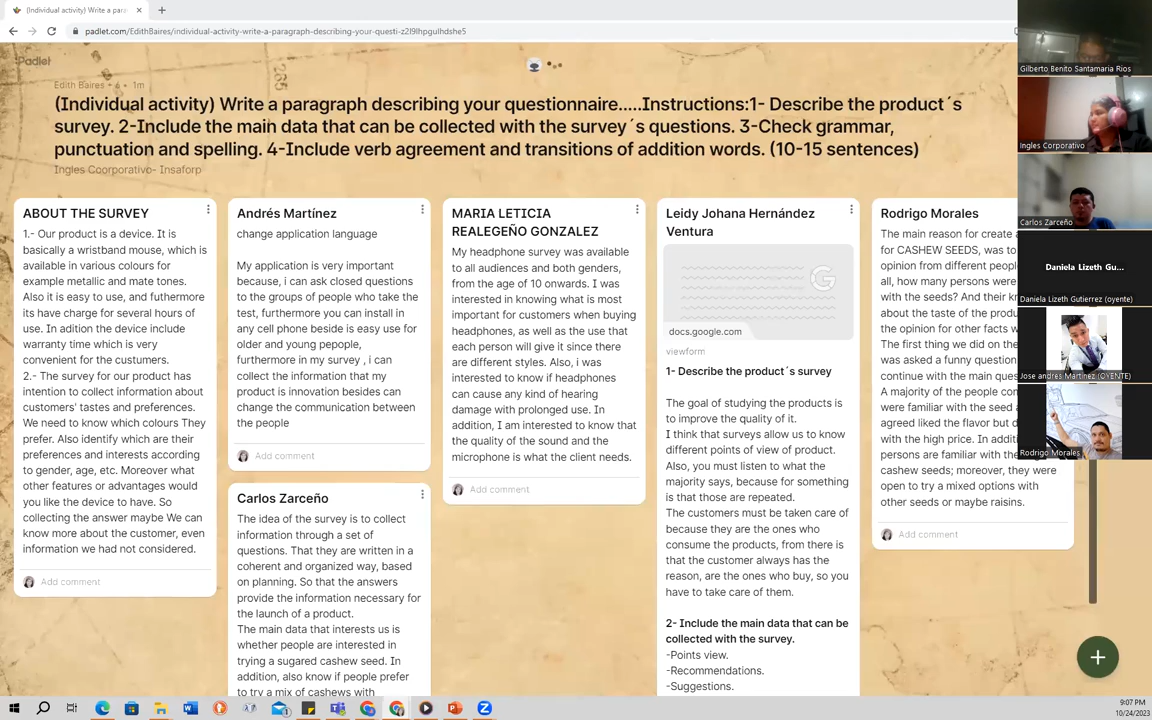 (Individual activity) Write a para
padlet.com/EdithBaires/individual-activity-write-a-paragraph-describing-your-questi-z2l9lhpgulhdshe5
Padlet
Edith Baires + 6 • 1m
(Individual activity) Write a paragraph describing your questionnaire.....Instructions:1- Describe the product´s
survey. 2-Include the main data that can be collected with the survey´s questions. 3-Check grammar,
punctuation and spelling. 4-Include verb agreement and transitions of addition words. (10-15 sentences)
Ingles Coorporativo- Insaforp
ABOUT THE SURVEY
1.- Our product is a device. It is
basically a wristband mouse, which is
available in various colours for
example metallic and mate tones.
Also it is easy to use, and futhermore
its have charge for several hours of
use. In adition the device include
warranty time which is very
convenient for the custumers.
2.- The survey for our product has
intention to collect information about
customers' tastes and preferences.
We need to know which colours They
prefer. Also identify which are their
preferences and interests according
to gender, age, etc. Moreover what
other features or advantages would
you like the device to have. So
collecting the answer maybe We can
know more about the customer, even
information we had not considered.
Add comment
Andrés Martínez
change application language
My application is very important
because, i can ask closed questions
to the groups of people who take the
test, furthermore you can install in
any cell phone beside is easy use for
older and young pepople,
furthermore in my survey , i can
collect the information that my
product is innovation besides can
change the communication between
the people
Add comment
Carlos Zarceño
The idea of the survey is to collect
information through a set of
questions. That they are written in a
coherent and organized way, based
on planning. So that the answers
provide the information necessary for
the launch of a product.
The main data that interests us is
whether people are interested in
trying a sugared cashew seed. In
addition, also know if people prefer
to try a mix of cashews with
MARIA LETICIA
REALEGEÑO GONZALEZ
My headphone survey was available
to all audiences and both genders,
from the age of 10 onwards. I was
interested in knowing what is most
important for customers when buying
headphones, as well as the use that
each person will give it since there
are different styles. Also, i was
interested to know if headphones
can cause any kind of hearing
damage with prolonged use. In
addition, I am interested to know that
the quality of the sound and the
microphone is what the client needs.
Add comment
Leidy Johana Hernández
Ventura
docs.google.com
viewform
1- Describe the product´s survey
The goal of studying the products is
to improve the quality of it.
I think that surveys allow us to know
different points of view of product.
Also, you must listen to what the
majority says, because for something
is that those are repeated.
The customers must be taken care of
because they are the ones who
consume the products, from there is
that the customer always has the
reason, are the ones who buy, so you
have to take care of them.
2- Include the main data that can be
collected with the survey.
-Points view.
-Recommendations.
-Suggestions.
Rodrigo Morales
The main reason for create a
for CASHEW SEEDS, was to
opinion from different peopl
all, how many persons were
with the seeds? And their kn
about the taste of the produ
the opinion for other facts w
The first thing we did on the
was asked a funny question
continue with the main ques
A majority of the people con
were familiar with the seed a
agreed liked the flavor but d
with the high price. In additi
persons are familiar with the
cashew seeds; moreover, they were
open to try a mixed options with
other seeds or maybe raisins.
Add comment
Gilberto Benito Santamaria Rios
Ingles Corporativo
Carlos Zarceño
Daniela Lizeth Gu...
Daniela Lizeth Gutierrez (oyente)
Jose andres Martinez (OYENTE)
Rodrigo Morales
9:07 PM
10/24/2023